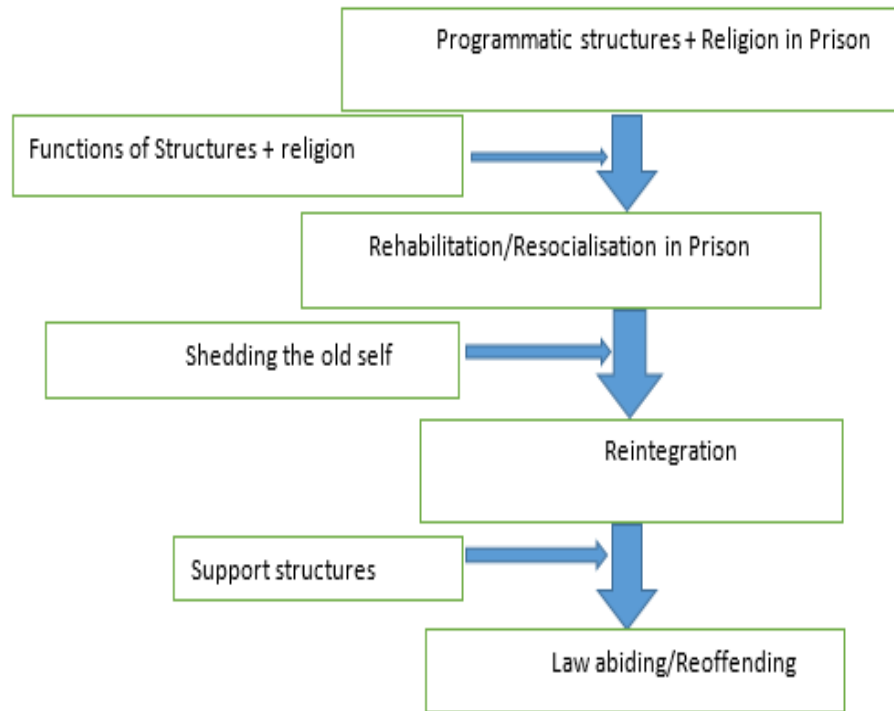 Programmatic structures + Religion in Prison
Functions of Structures + religion
Rehabilitation/Resocialisation in Prison
Shedding the old self
Reintegration
Support structures
Law abiding/Reoffending